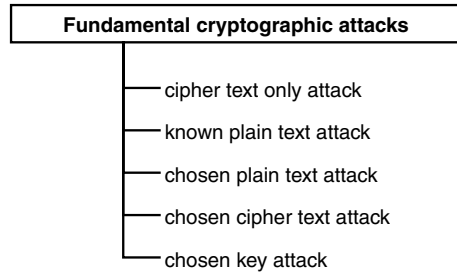 Fundamental cryptographic attacks
cipher text only attack
known plain text attack
chosen plain text attack
chosen cipher text attack
chosen key attack